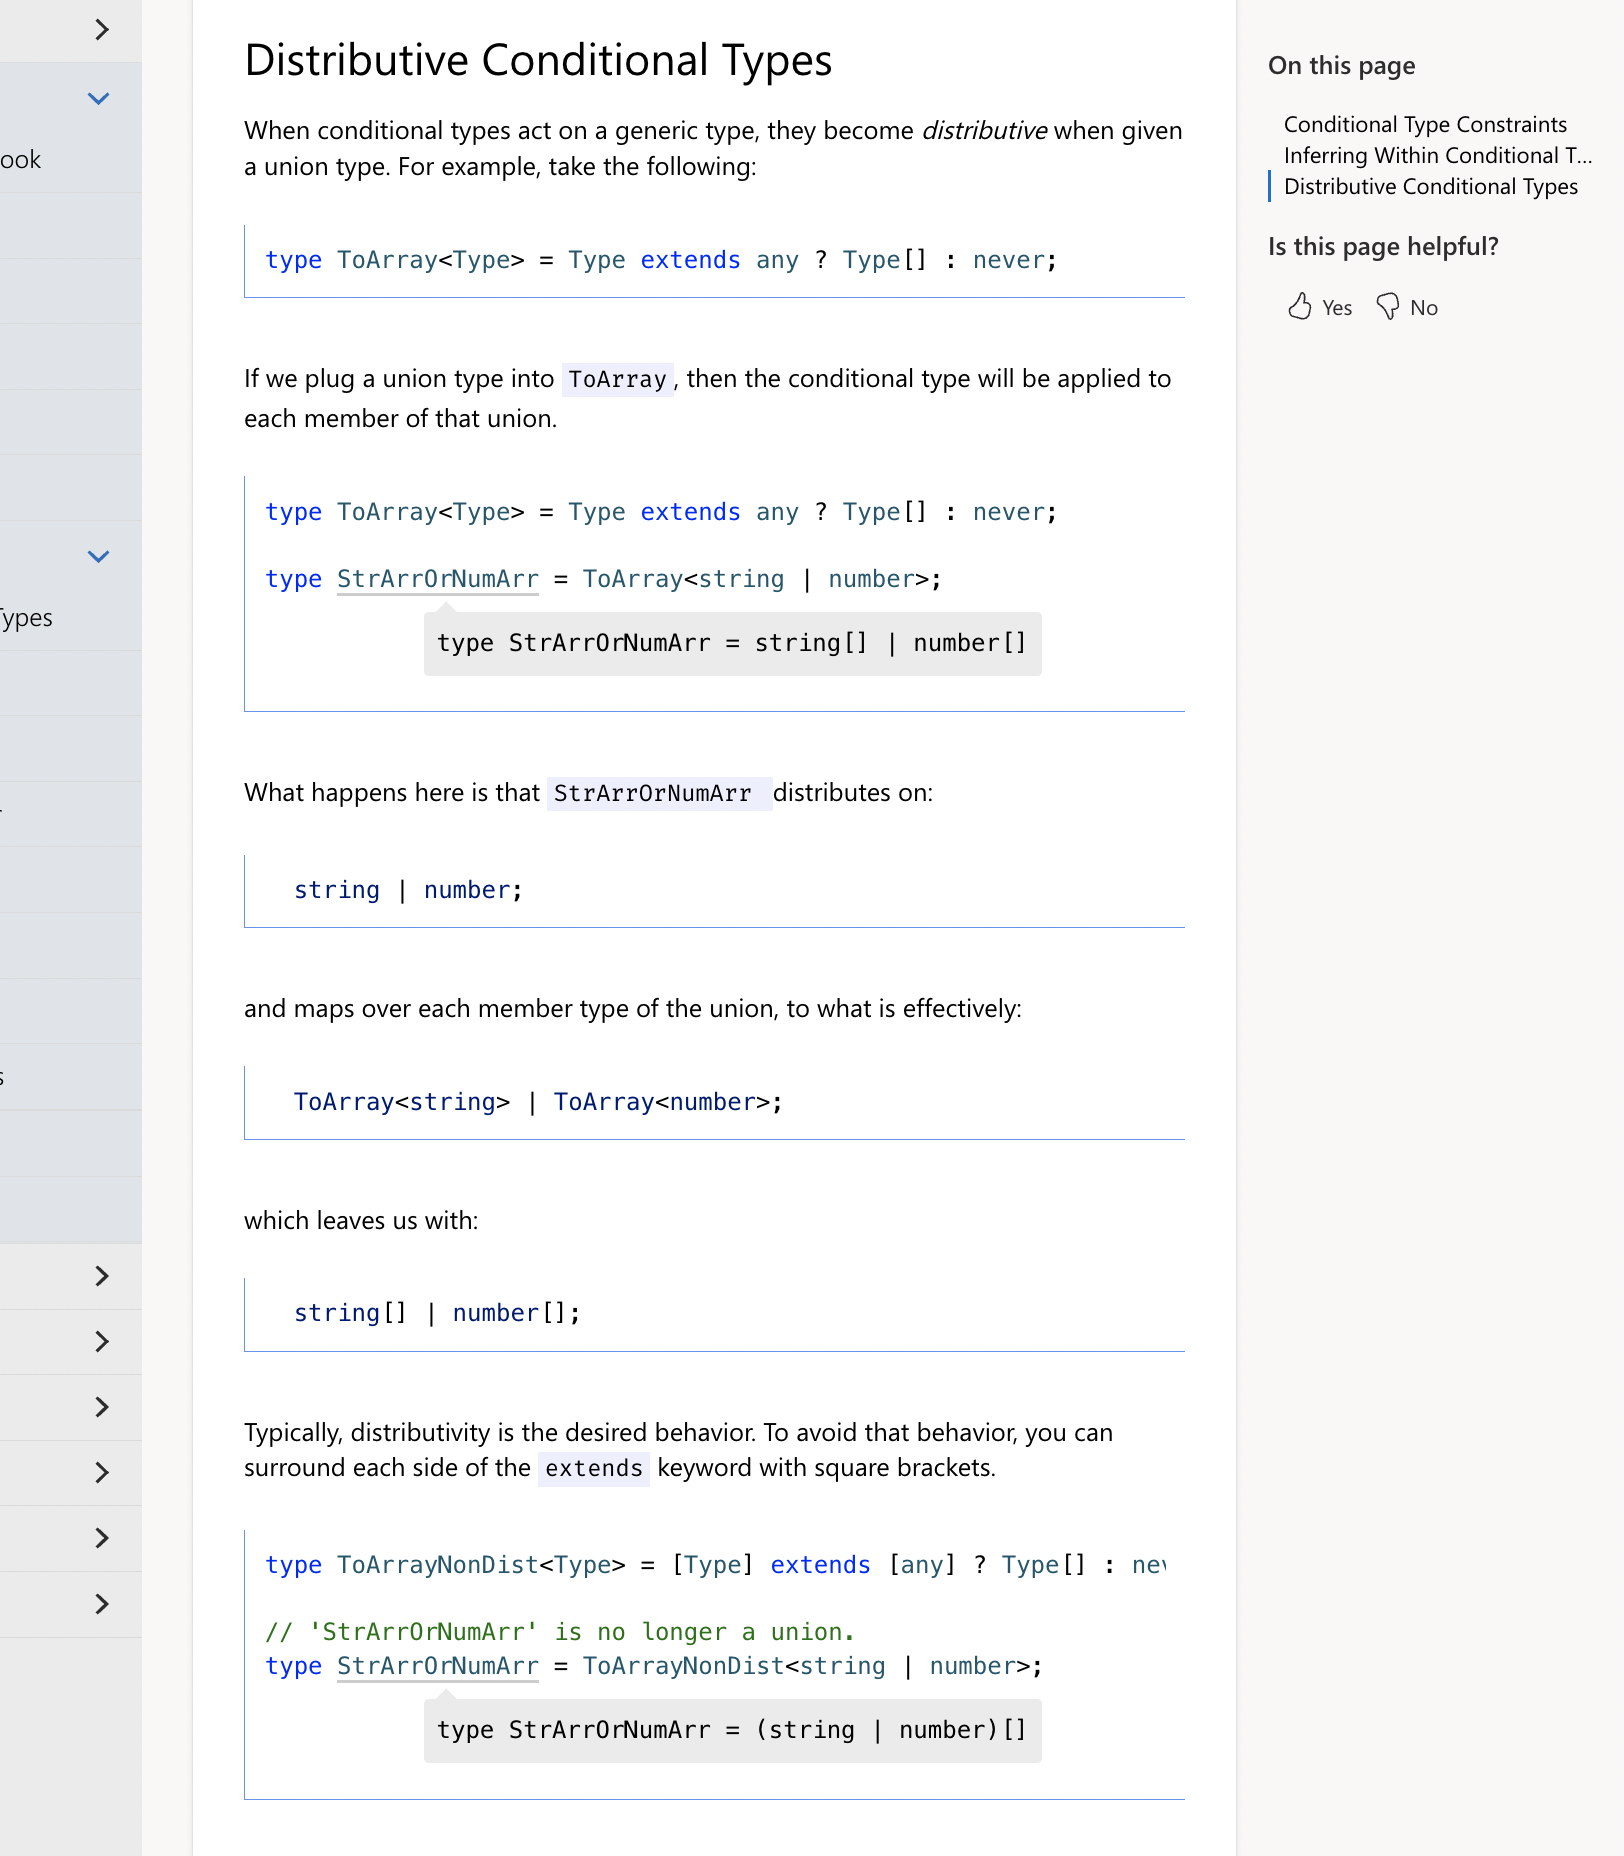 ook
Types
s
Distributive Conditional Types
When conditional types act on a generic type, they become distributive when given
a union type. For example, take the following:
type ToArray<Type> = Type extends any ? Type[] : never;
If we plug a union type into ToArray, then the conditional type will be applied to
each member of that union.
type ToArray<Type> = Type extends any ? Type[] : never;
type StrArrOrNumArr = ToArray<string | number>;
type StrArrOrNumArr = string[] | number[]
What happens here is that StrArrOrNumArr distributes on:
string | number;
and maps over each member type of the union, to what is effectively:
ToArray<string> | ToArray<number>;
which leaves us with:
string[] | number[];
Typically, distributivity is the desired behavior. To avoid that behavior, you can
surround each side of the extends keyword with square brackets.
type ToArrayNonDist<Type> = [Type] extends [any] ? Type[] : nev
// 'StrArrOrNumArr' is no longer a union.
type StrArrOrNumArr = ToArrayNonDist<string | number>;
type StrArrOrNumArr = (string | number)[]
On this page
Conditional Type Constraints
Inferring Within Conditional T...
Distributive Conditional Types
Is this page helpful?
Yes No